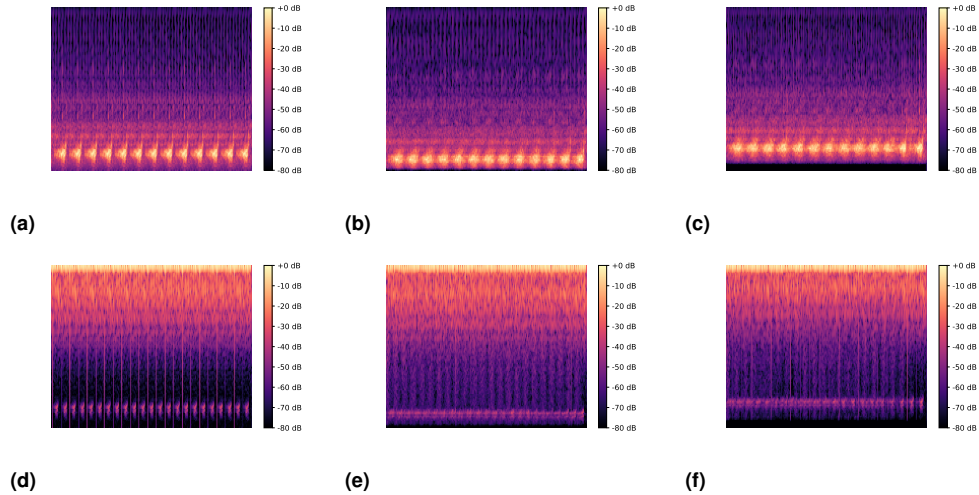 +0 dB
-10 dB
-20 dB
-30 dB
-40 dB
-50 dB
-60 dB
-70 dB
-80 dB
(a)
+0 dB
-10 dB
-20 dB
-30 dB
-40 dB
-50 dB
-60 dB
-70 dB
-80 dB
(b)
+0 dB
-10 dB
-20 dB
-30 dB
-40 dB
-50 dB
-60 dB
-70 dB
-80 dB
(c)
+0 dB
-10 dB
-20 dB
-30 dB
-40 dB
-50 dB
-60 dB
-70 dB
-80 dB
(d)
+0 dB
-10 dB
-20 dB
-30 dB
-40 dB
-50 dB
-60 dB
-70 dB
-80 dB
(e)
+0 dB
-10 dB
-20 dB
-30 dB
-40 dB
-50 dB
-60 dB
-70 dB
-80 dB
(f)